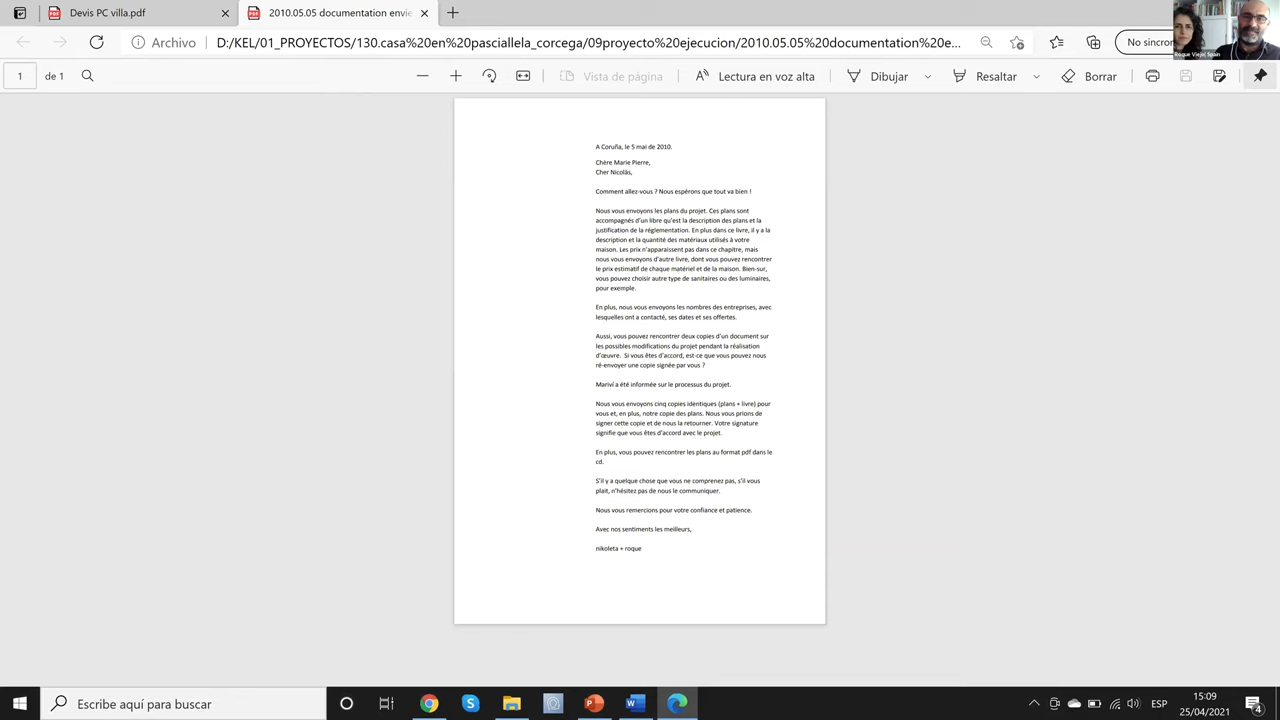 Devis PC villa.pdf
2010.05.05 documentation envie
Archivo
D:/KEL/01_PROYECTOS/130.casa%20en%20pasciallela_corcega/09proyecto%20ejecucion/2010.05.05%20documentation%20e...
No sincron
Roque Viejo| Spain
1 de 1
Vista de página
Lectura en voz alta
Dibujar
Resaltar
Borrar
A Coruña, le 5 mai de 2010.
Chère Marie Pierre,
Cher Nicolàs,
Comment allez-vous ? Nous espérons que tout va bien !
Nous vous envoyons les plans du projet. Ces plans sont
accompagnés d'un libre qu'est la description des plans et la
justification de la réglementation. En plus dans ce livre, il y a la
description et la quantité des matériaux utilisés à votre
maison. Les prix n'apparaissent pas dans ce chapitre, mais
nous vous envoyons d'autre livre, dont vous pouvez rencontrer
le prix estimatif de chaque matériel et de la maison. Bien-sur,
vous pouvez choisir autre type de sanitaires ou des luminaires,
pour exemple.
En plus, nous vous envoyons les nombres des entreprises, avec
lesquelles ont a contacté, ses dates et ses offertes.
Aussi, vous pouvez rencontrer deux copies d'un document sur
les possibles modifications du projet pendant la réalisation
d'œuvre. Si vous êtes d'accord, est-ce que vous pouvez nous
ré-envoyer une copie signée par vous ?
Mariví a été informée sur le processus du projet.
Nous vous envoyons cinq copies identiques (plans + livre) pour
vous et, en plus, notre copie des plans. Nous vous prions de
signer cette copie et de nous la retourner. Votre signature
signifie que vous êtes d'accord avec le projet.
En plus, vous pouvez rencontrer les plans au format pdf dans le
cd.
S'il y a quelque chose que vous ne comprenez pas, s'il vous
plait, n'hésitez pas de nous le communiquer.
Nous vous remercions pour votre confiance et patience.
Avec nos sentiments les meilleurs,
nikoleta + roque
Escribe aquí para buscar
ESP
15:09
25/04/2021
4